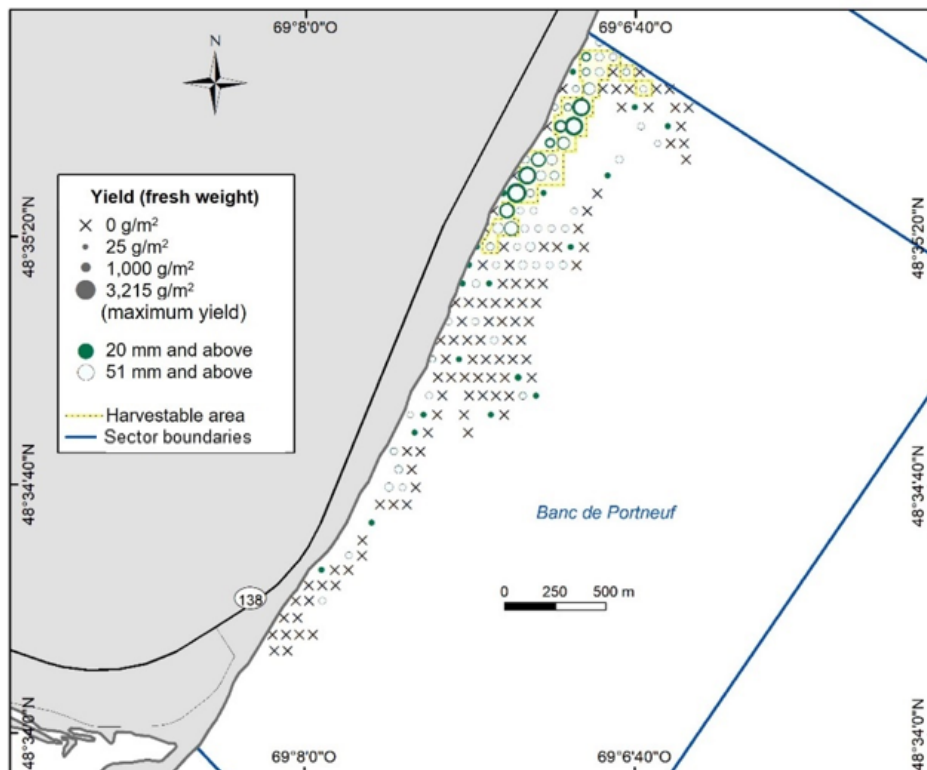 69°8'0"O
69°6'40"O
N
Yield (fresh weight)
0 g/m²
25 g/m²
1,000 g/m²
3,215 g/m²
(maximum yield)
20 mm and above
51 mm and above
Harvestable area
Sector boundaries
48°35'20"N
48°35'20"N
48°34'40"N
48°34'40"N
Banc de Portneuf
0 250 500 m
138
48°34'0"N
48°34'0"N
69°8'0"O
69°6'40"O